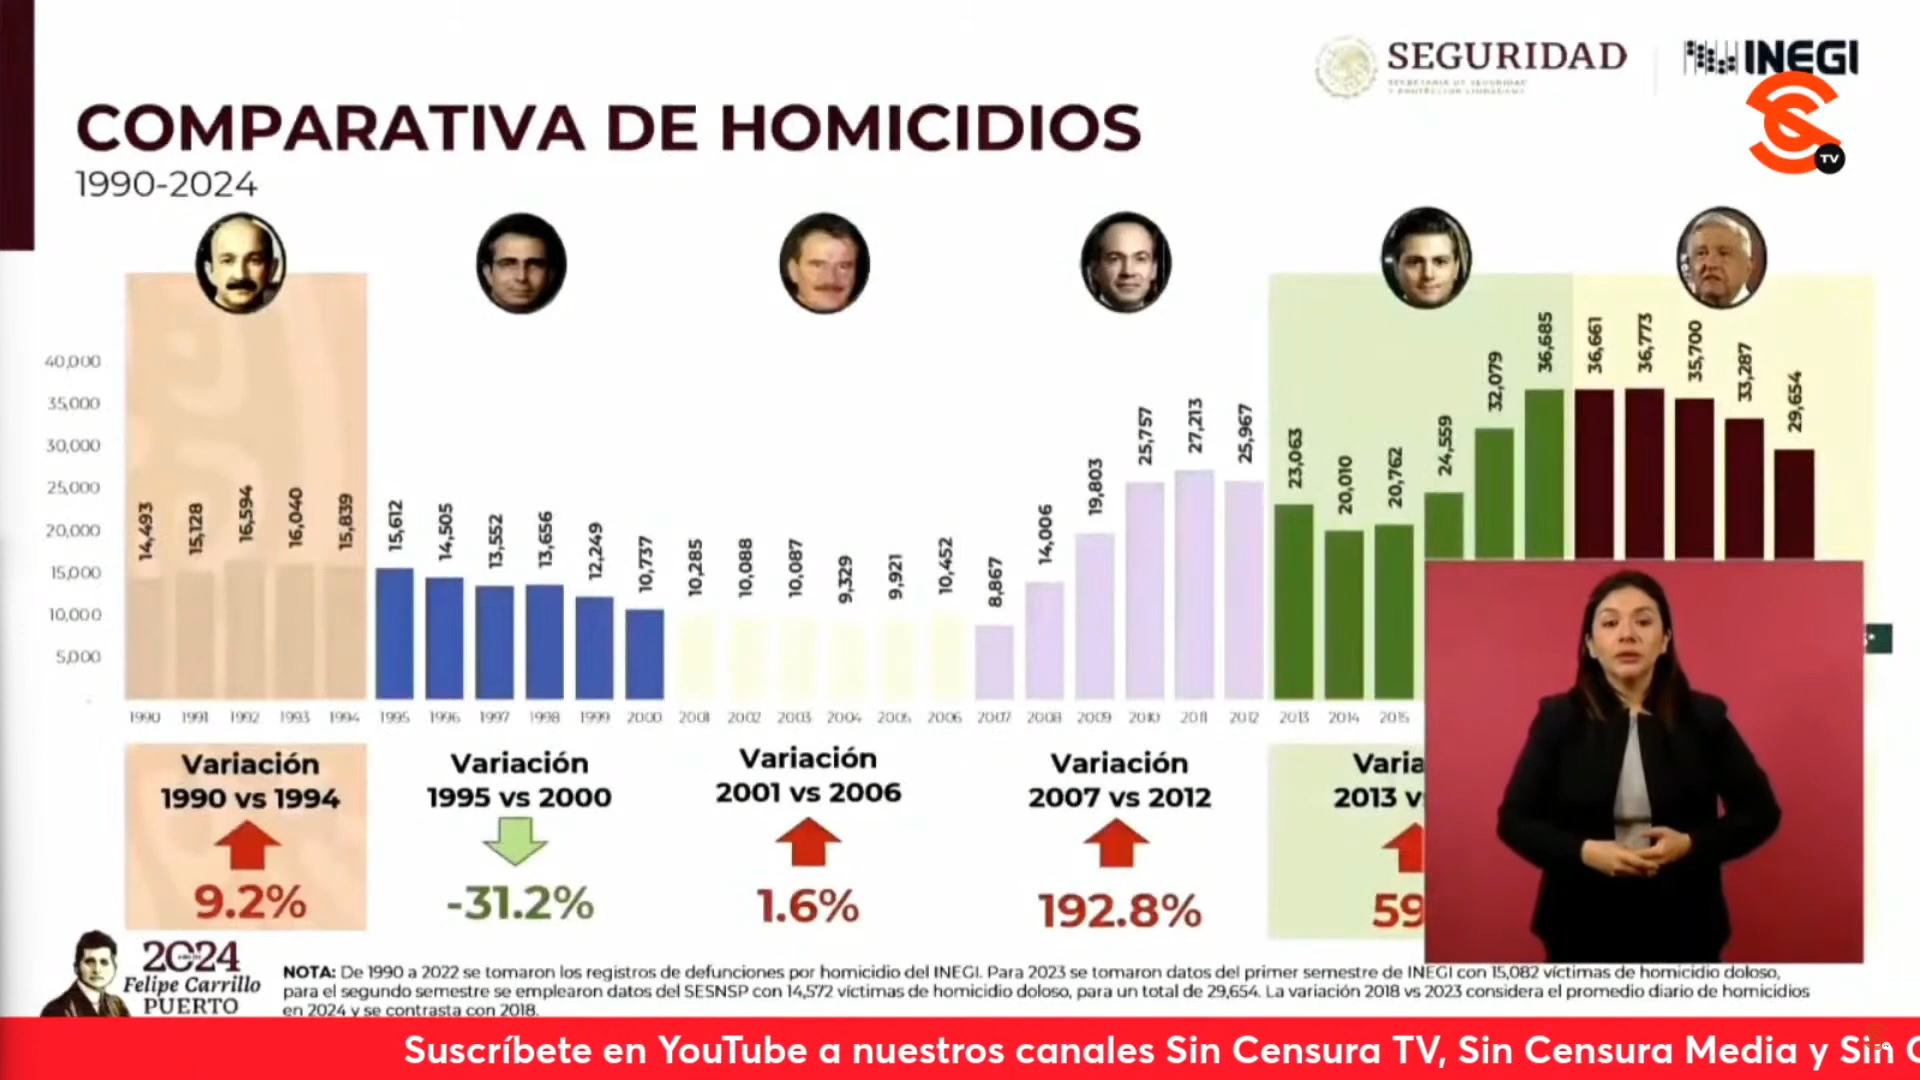 SEGURIDAD
SECRETARÍA DE SEGURIDAD
Y PROTECCIÓN CIUDADANA
INEGI
TV
COMPARATIVA DE HOMICIDIOS
1990-2024
40,000
35,000
30,000
25,000
20,000
15,000
10,000
5,000
-
14,493
15,128
16,594
16,040
15,839
15,612
14,505
13,552
13,656
12,249
10,737
10,285
10,088
10,087
9,329
9,921
10,452
8,867
14,006
19,803
25,757
27,213
25,967
23,063
20,010
20,762
24,559
32,079
36,685
36,661
36,773
35,700
33,287
29,654
1990 1991 1992 1993 1994 1995 1996 1997 1998 1999 2000 2001 2002 2003 2004 2005 2006 2007 2008 2009 2010 2011 2012 2013 2014 2015
Variación
1990 vs 1994
9.2%
Variación
1995 vs 2000
-31.2%
Variación
2001 vs 2006
1.6%
Variación
2007 vs 2012
192.8%
Varia
2013 v
59
2024
Felipe Carrillo
PUERTO
NOTA: De 1990 a 2022 se tomaron los registros de defunciones por homicidio del INEGI. Para 2023 se tomaron datos del primer semestre de INEGI con 15,082 víctimas de homicidio doloso,
para el segundo semestre se emplearon datos del SESNSP con 14,572 víctimas de homicidio doloso, para un total de 29,654. La variación 2018 vs 2023 considera el promedio diario de homicidios
en 2024 y se contrasta con 2018.
Suscríbete en YouTube a nuestros canales Sin Censura TV, Sin Censura Media y Sin C